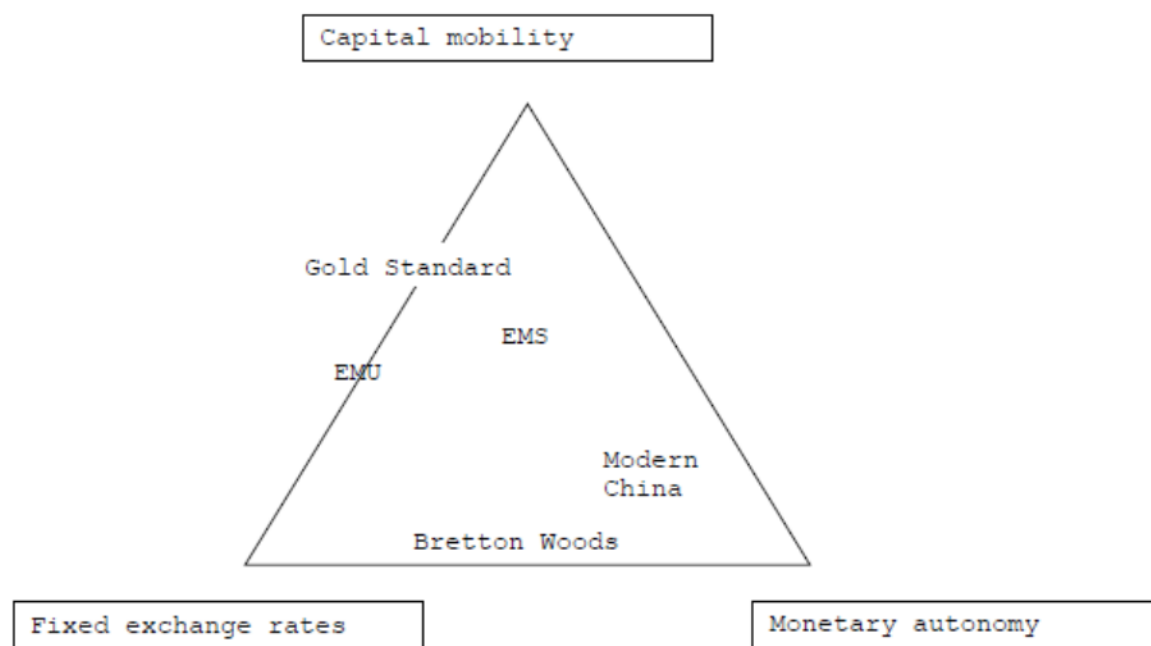 Capital mobility
Gold Standard
EMS
EMU
Modern
China
Bretton Woods
Fixed exchange rates
Monetary autonomy